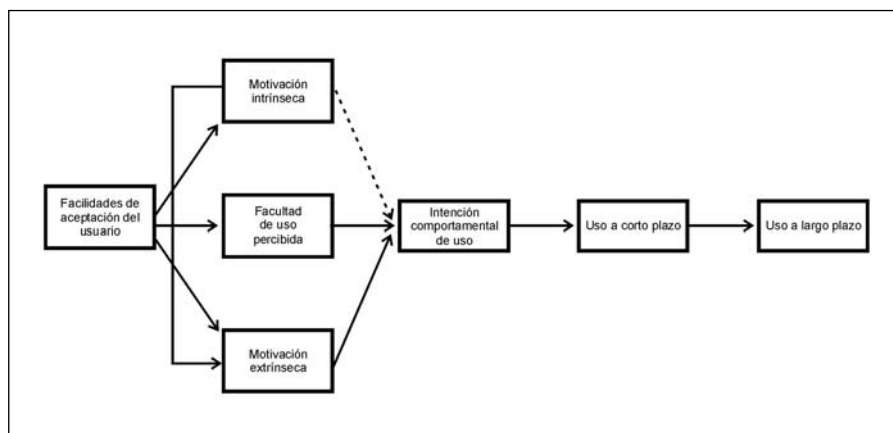 Motivación
intrínseca
Facilidades de
aceptación del
usuario
Facultad
de uso
percibida
Intención
comportamental
de uso
Uso a corto plazo
Uso a largo plazo
Motivación
extrínseca